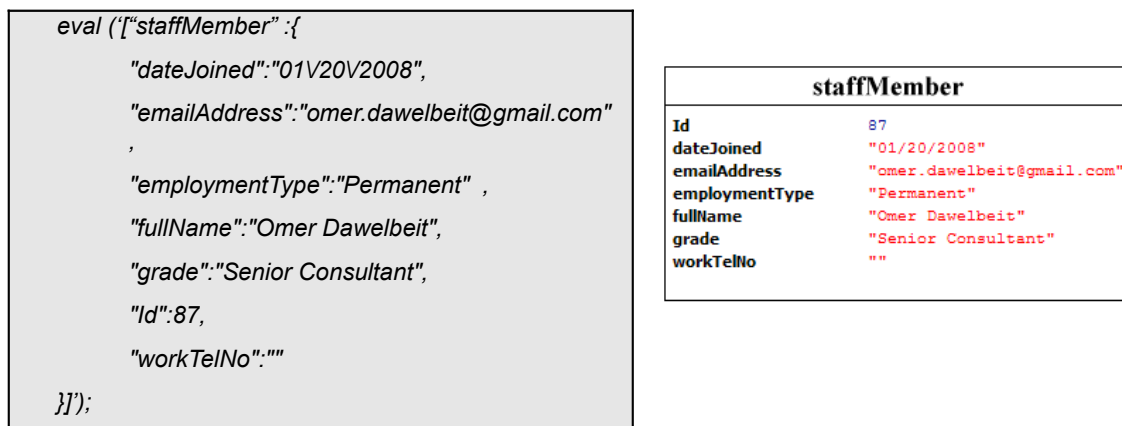 eval (‘[“staffMember” :{
"dateJoined":"01\/20\/2008",
"emailAddress":"omer.dawelbeit@gmail.com"
,
"employmentType":"Permanent" ,
"fullName":"Omer Dawelbeit",
"grade":"Senior Consultant",
"Id":87,
"workTelNo":""
}]’);
staffMember
Id 87
dateJoined "01/20/2008"
emailAddress "omer.dawelbeit@gmail.com"
employmentType "Permanent"
fullName "Omer Dawelbeit"
grade "Senior Consultant"
workTelNo ""